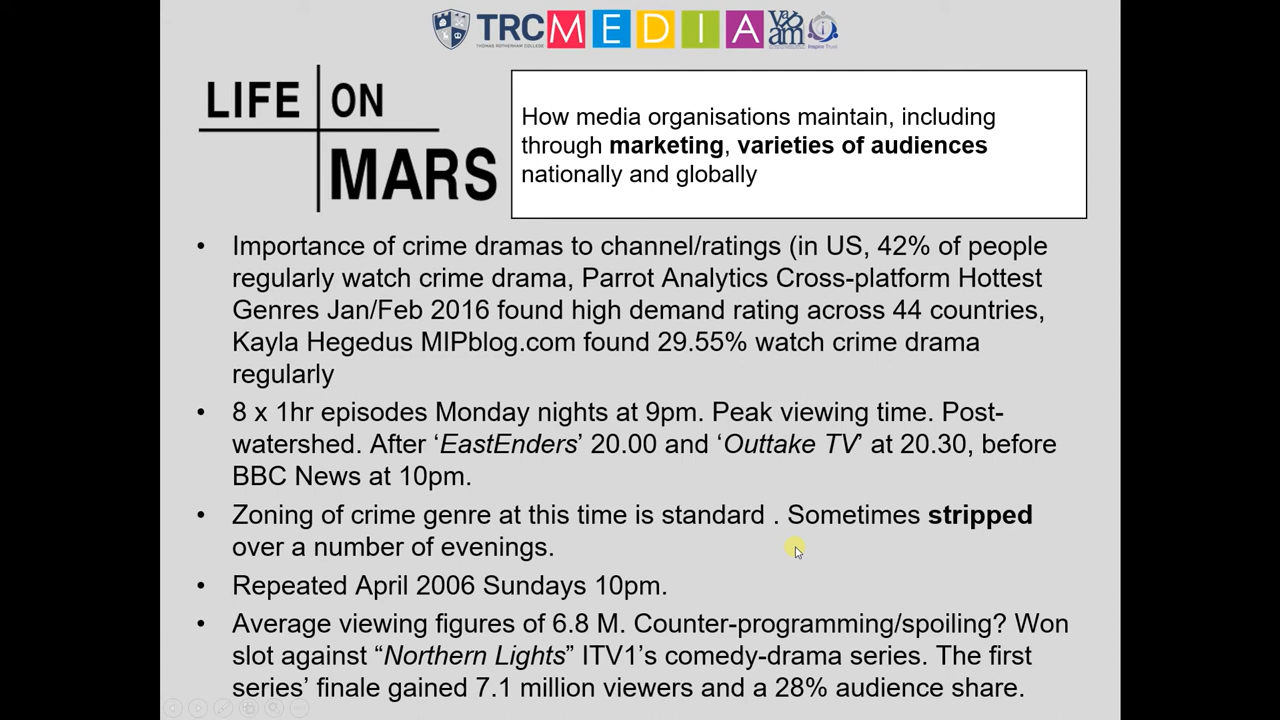 TRC MEDIA
THOMAS ROTHERHAM COLLEGE
Inspire Trust
LIFE ON
MARS
How media organisations maintain, including
through marketing, varieties of audiences
nationally and globally
• Importance of crime dramas to channel/ratings (in US, 42% of people
regularly watch crime drama, Parrot Analytics Cross-platform Hottest
Genres Jan/Feb 2016 found high demand rating across 44 countries,
Kayla Hegedus MIPblog.com found 29.55% watch crime drama
regularly
• 8 x 1hr episodes Monday nights at 9pm. Peak viewing time. Post-
watershed. After ‘EastEnders’ 20.00 and ‘Outtake TV’ at 20.30, before
BBC News at 10pm.
• Zoning of crime genre at this time is standard . Sometimes stripped
over a number of evenings.
• Repeated April 2006 Sundays 10pm.
• Average viewing figures of 6.8 M. Counter-programming/spoiling? Won
slot against “Northern Lights” ITV1’s comedy-drama series. The first
series’ finale gained 7.1 million viewers and a 28% audience share.